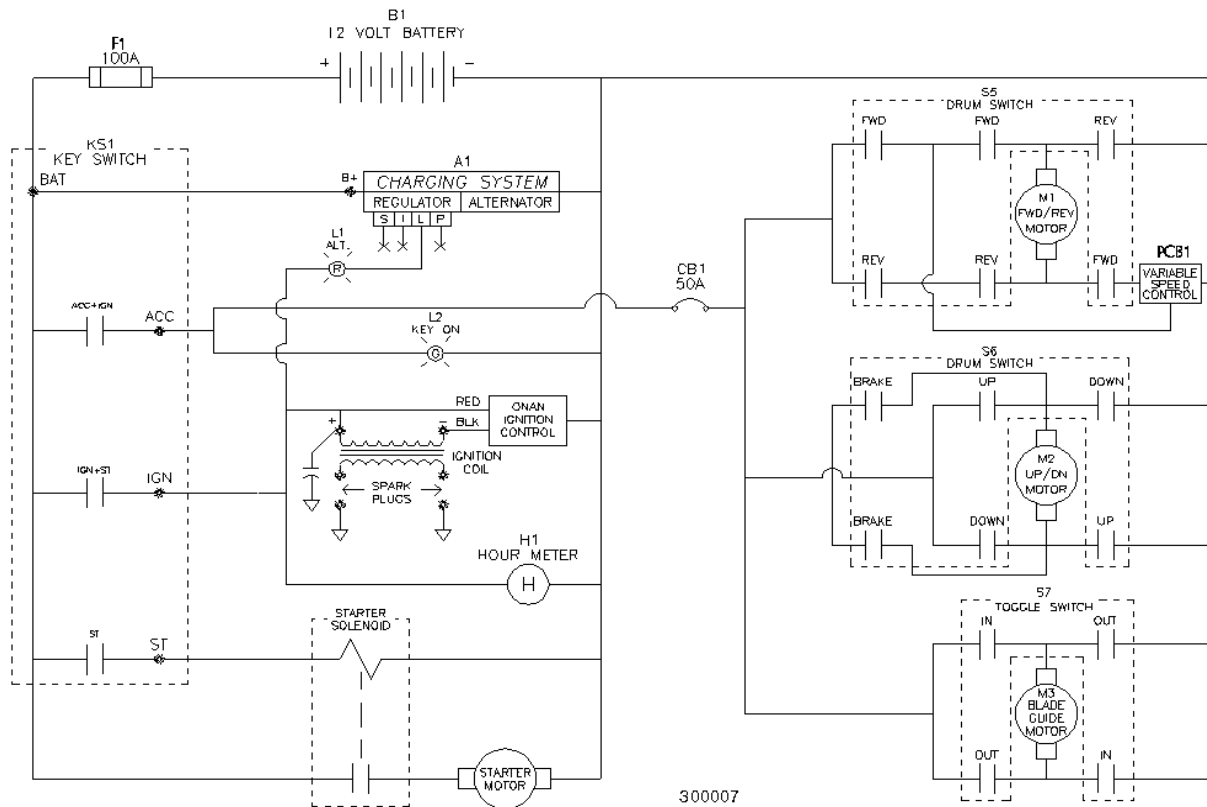 B1
12 VOLT BATTERY
F1
100A
+ -
S5
DRUM SWITCH
FWD FWD REV
KS1
KEY SWITCH
BAT
B+
A1
CHARGING SYSTEM
REGULATOR ALTERNATOR
S I L P
M1
FWD/REV
MOTOR
L1
ALT.
R
REV REV FWD
PCB1
VARIABLE
SPEED
CONTROL
CB1
50A
ACC+IGN
ACC
L2
KEY ON
G
S6
DRUM SWITCH
BRAKE UP DOWN
RED
BLK
+ -
ONAN
IGNITION
CONTROL
IGNITION
COIL
M2
UP/DN
MOTOR
IGN+ST
IGN
SPARK
PLUGS
BRAKE DOWN UP
H1
HOUR METER
H
S7
TOGGLE SWITCH
IN OUT
STARTER
SOLENOID
ST
ST
M3
BLADE
GUIDE
MOTOR
OUT IN
STARTER
MOTOR
300007